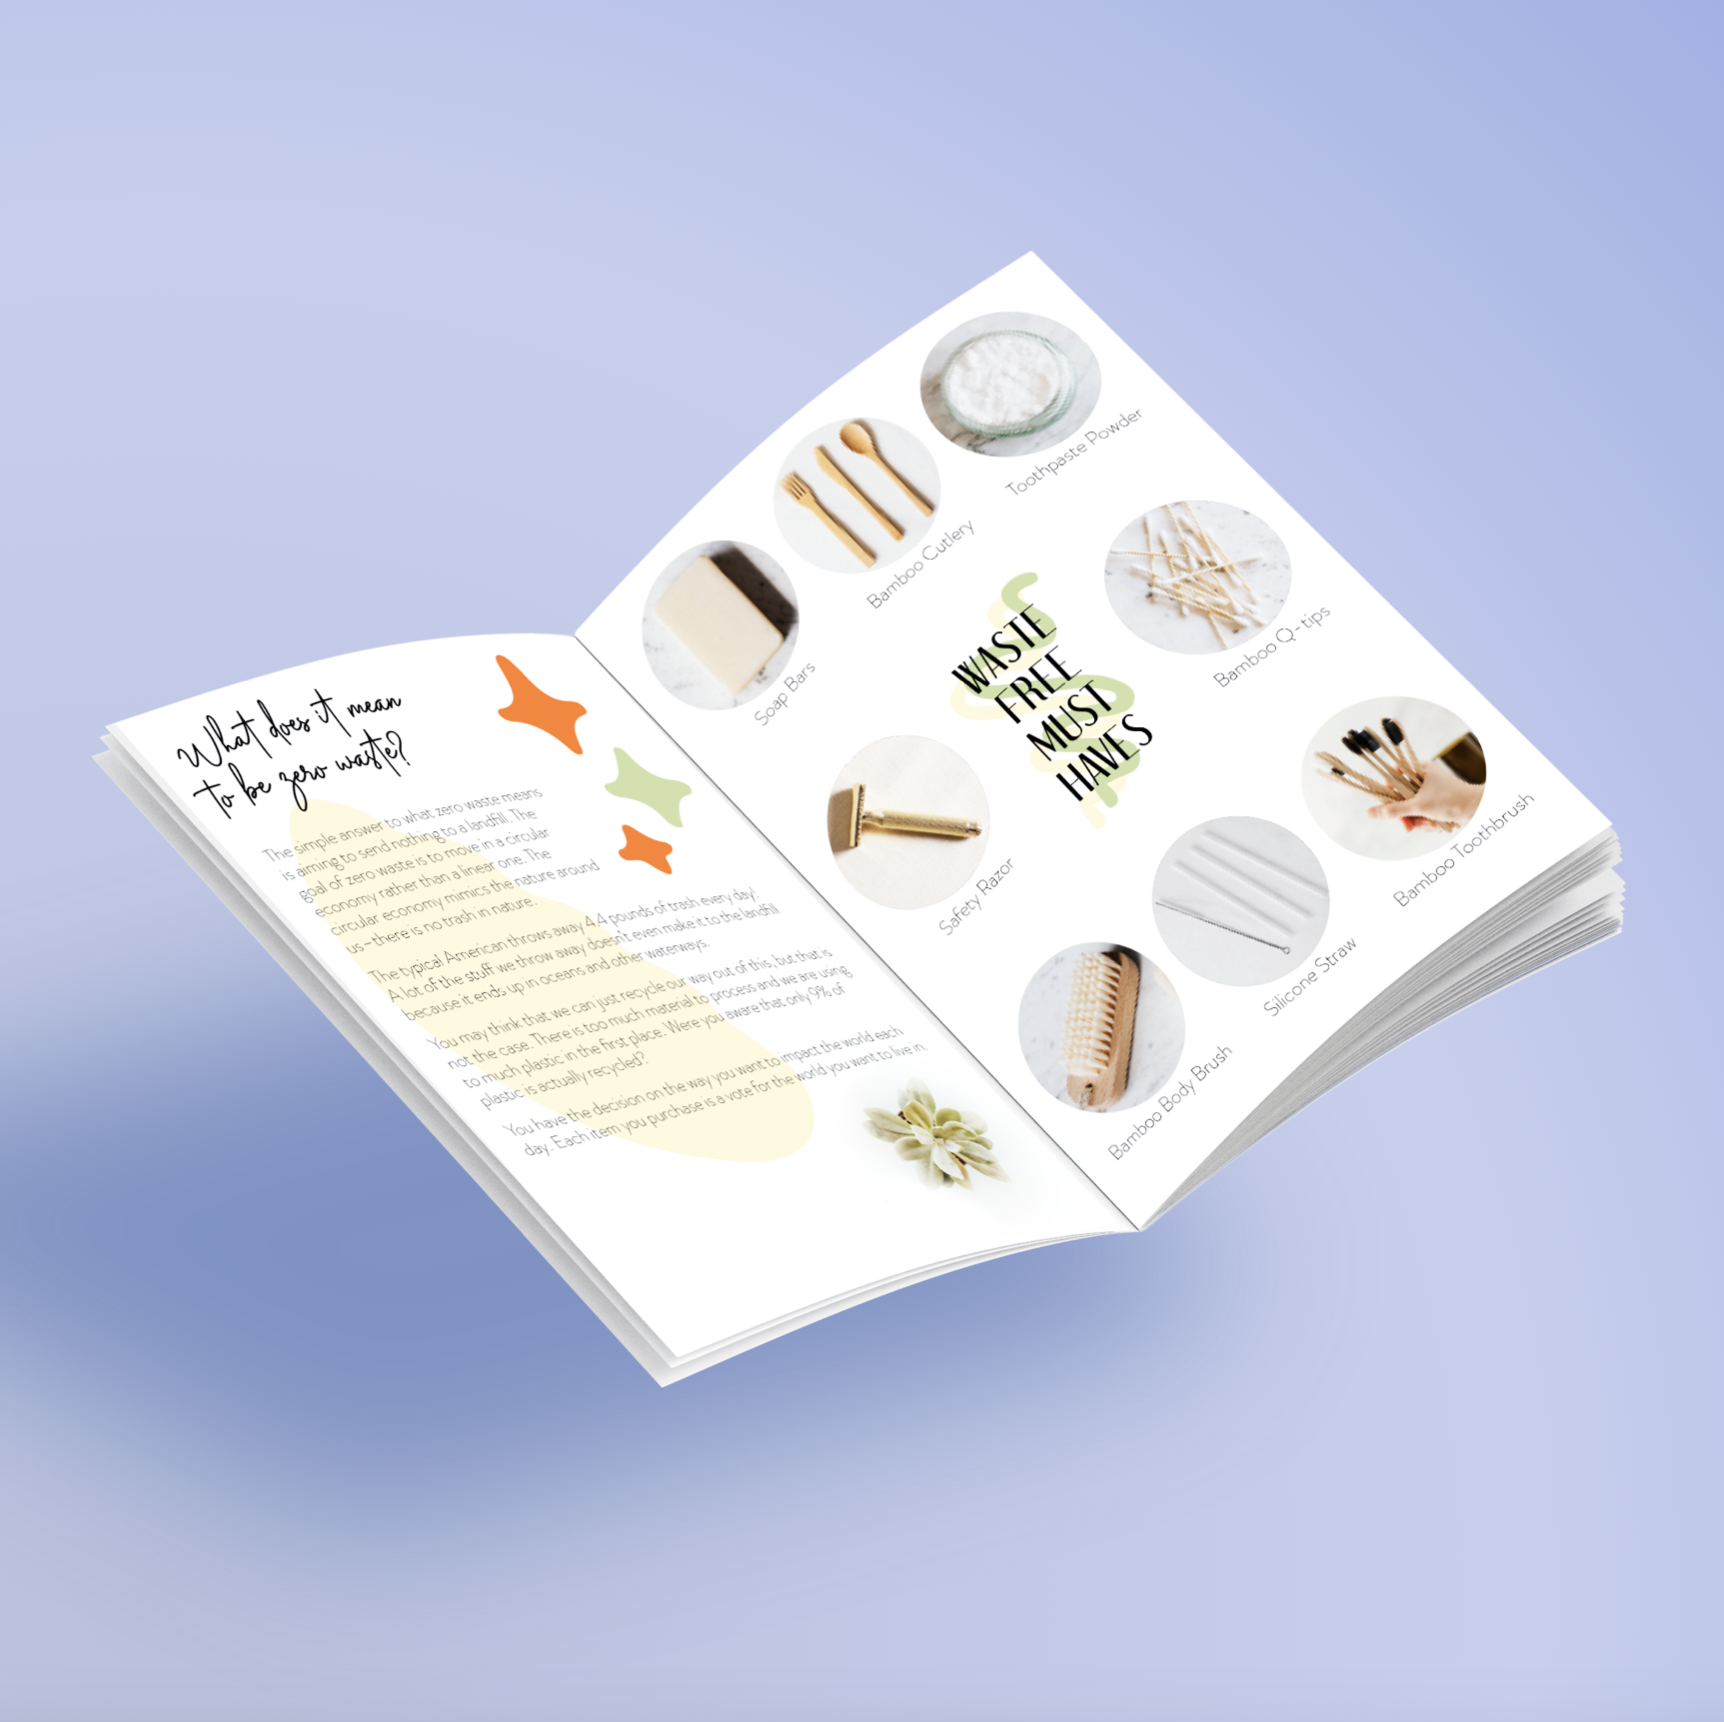 What does it mean
to be zero waste?
The simple answer to what zero waste means
is aiming to send nothing to a landfill. The
goal of zero waste is to move in a circular
economy rather than a linear one. The
circular economy mimics the nature around
us – there is no trash in nature.
The typical American throws away 4.4 pounds of trash every day!
A lot of the stuff we throw away doesn't even make it to the landfill
because it ends up in oceans and other waterways.
You may think that we can just recycle our way out of this, but that is
not the case. There is too much material to process and we are using
to much plastic in the first place. Were you aware that only 9% of
plastic is actually recycled?
You have the decision on the way you want to impact the world each
day. Each item you purchase is a vote for the world you want to live in.
Soap Bars
Bamboo Cutlery
Toothpaste Powder
WASTE
FREE
MUST
HAVES
Bamboo Q-tips
Safety Razor
Bamboo Body Brush
Silicone Straw
Bamboo Toothbrush